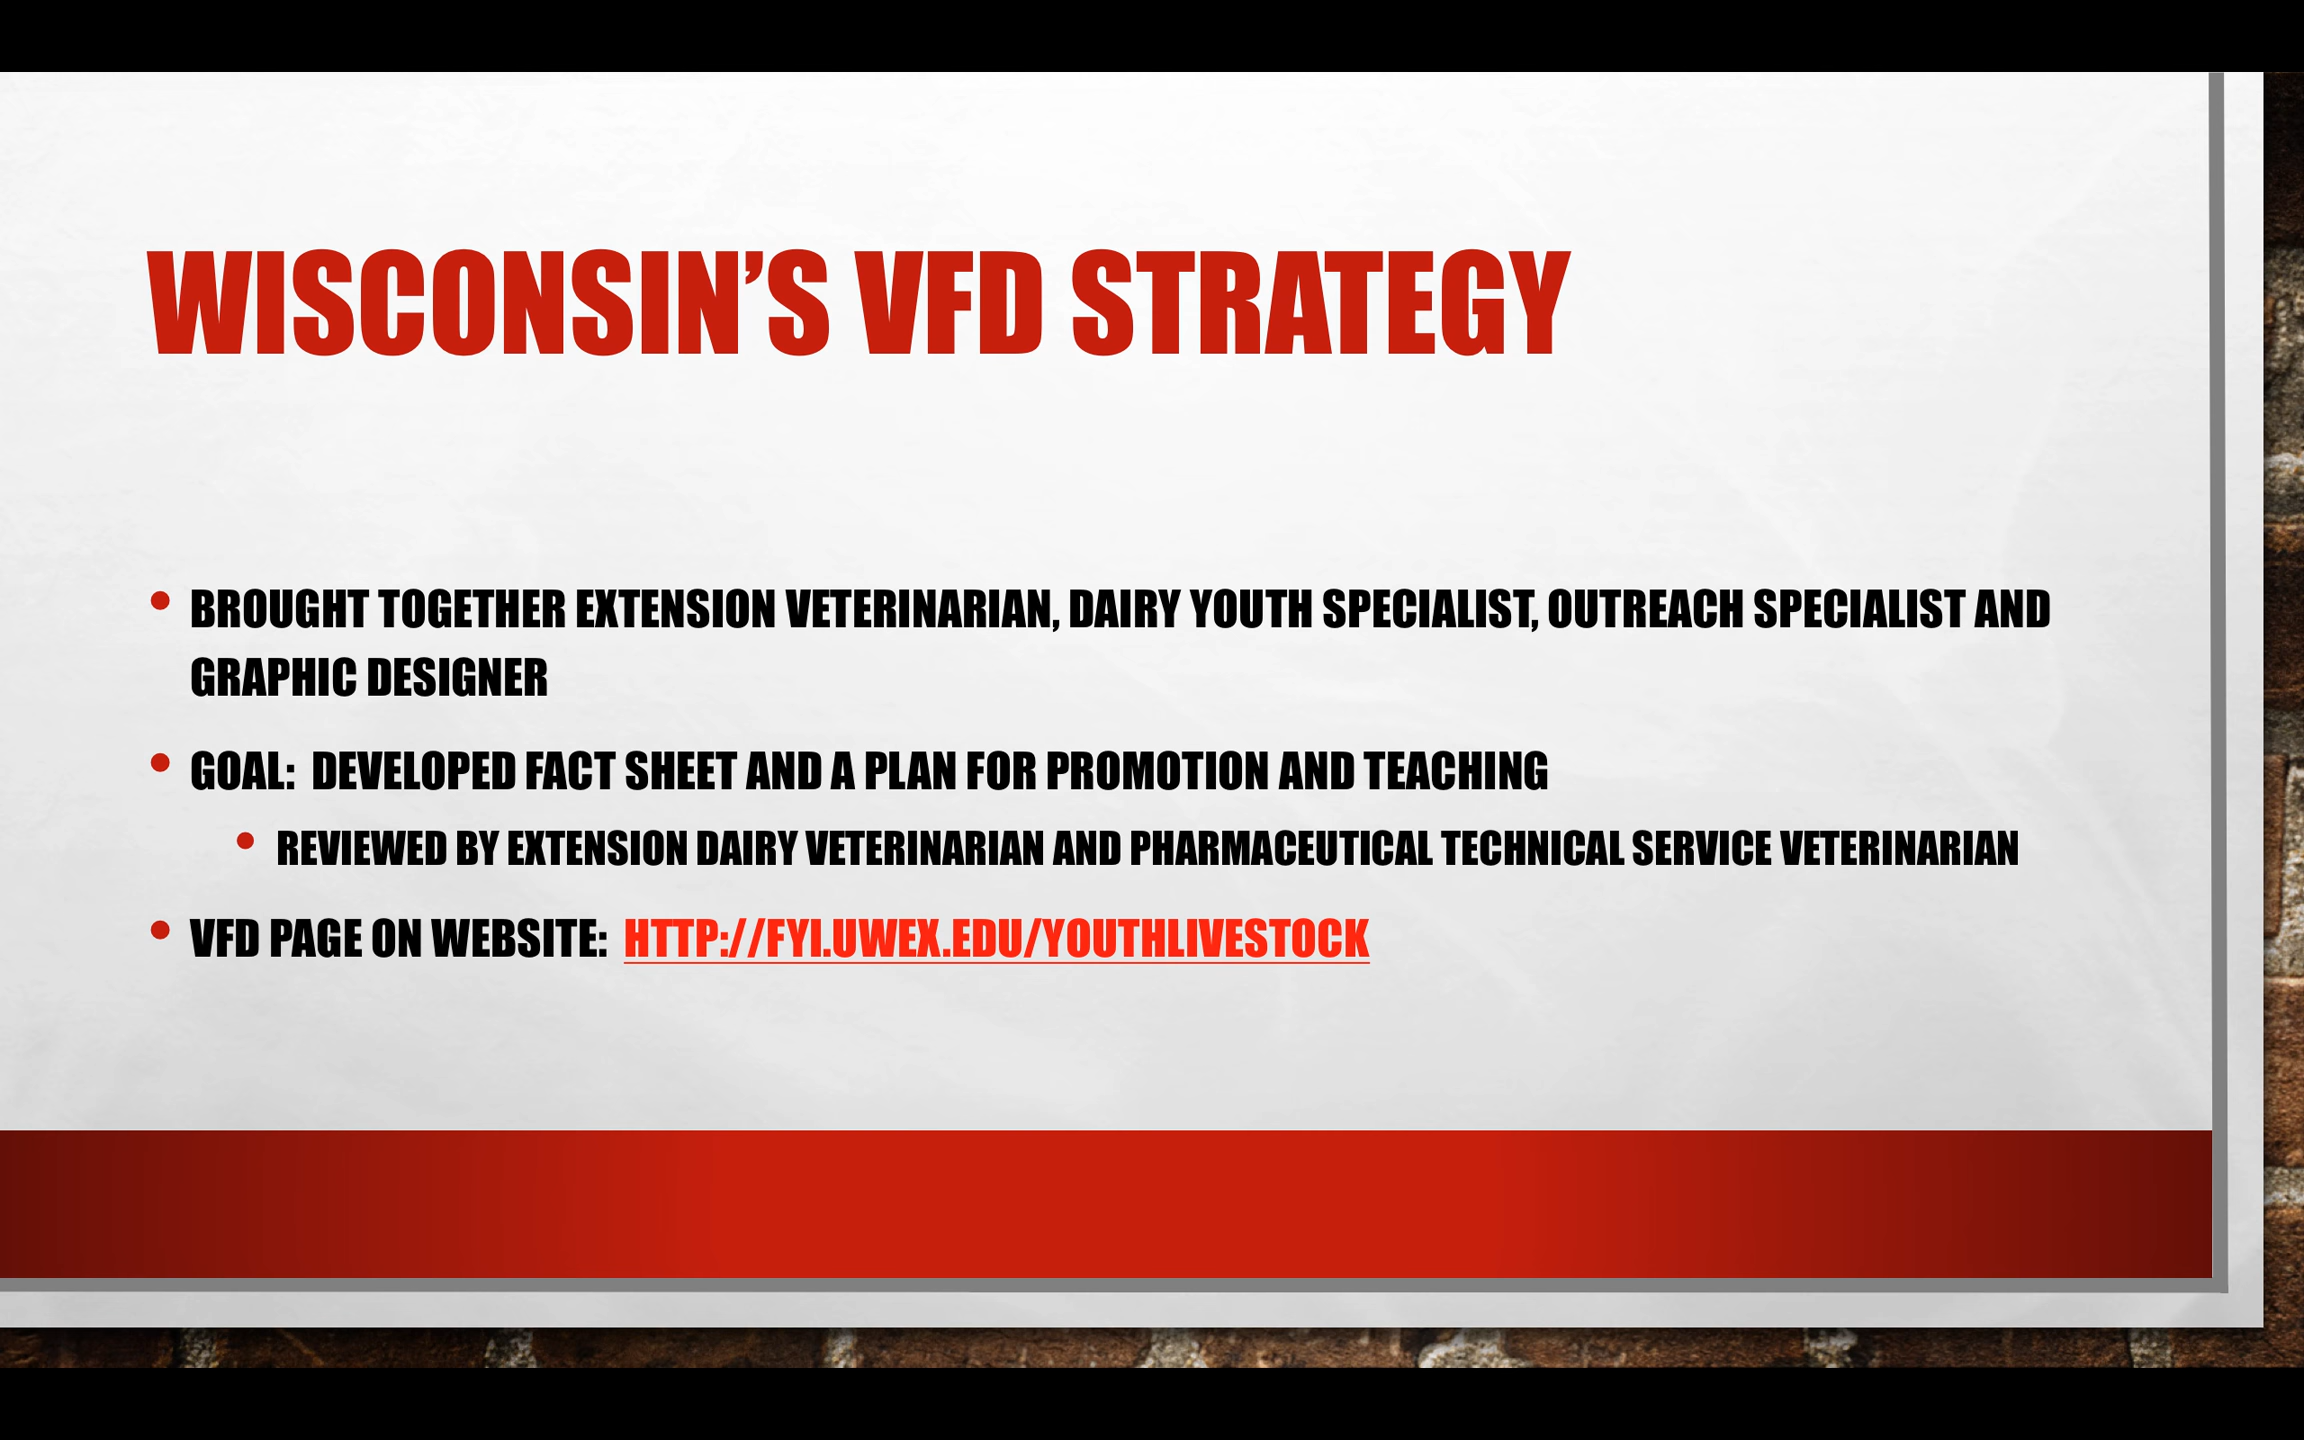 WISCONSIN’S VFD STRATEGY
• BROUGHT TOGETHER EXTENSION VETERINARIAN, DAIRY YOUTH SPECIALIST, OUTREACH SPECIALIST AND
GRAPHIC DESIGNER
• GOAL:  DEVELOPED FACT SHEET AND A PLAN FOR PROMOTION AND TEACHING
• REVIEWED BY EXTENSION DAIRY VETERINARIAN AND PHARMACEUTICAL TECHNICAL SERVICE VETERINARIAN
• VFD PAGE ON WEBSITE:  HTTP://FYI.UWEX.EDU/YOUTHLIVESTOCK